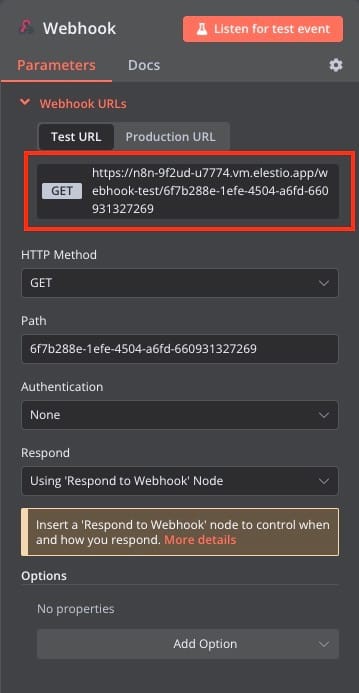 Webhook
Listen for test event
Parameters
Docs
Webhook URLs
Test URL
Production URL
GET
https://n8n-9f2ud-u7774.vm.elestio.app/w
ebhook-test/6f7b288e-1efe-4504-a6fd-660
931327269
HTTP Method
GET
Path
6f7b288e-1efe-4504-a6fd-660931327269
Authentication
None
Respond
Using 'Respond to Webhook' Node
Insert a 'Respond to Webhook' node to control when
and how you respond. More details
Options
No properties
Add Option